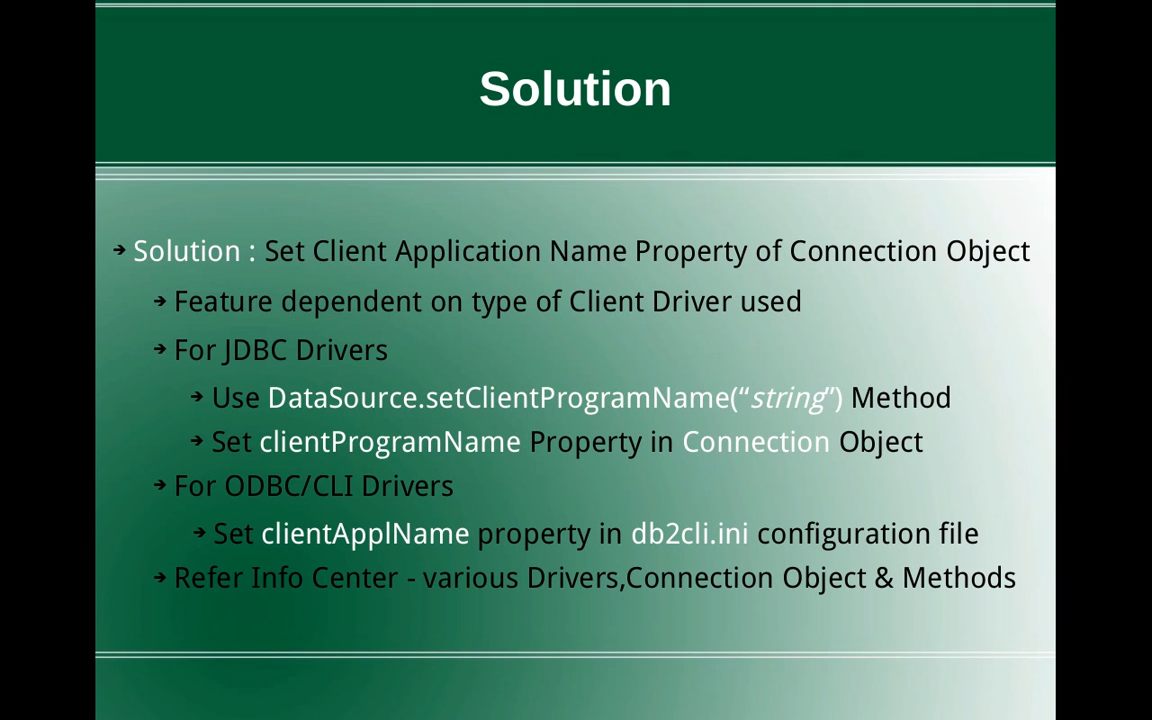 Solution
➔ Solution : Set Client Application Name Property of Connection Object
➔ Feature dependent on type of Client Driver used
➔ For JDBC Drivers
➔ Use DataSource.setClientProgramName(“string”) Method
➔ Set clientProgramName Property in Connection Object
➔ For ODBC/CLI Drivers
➔ Set clientApplName property in db2cli.ini configuration file
➔ Refer Info Center - various Drivers,Connection Object & Methods